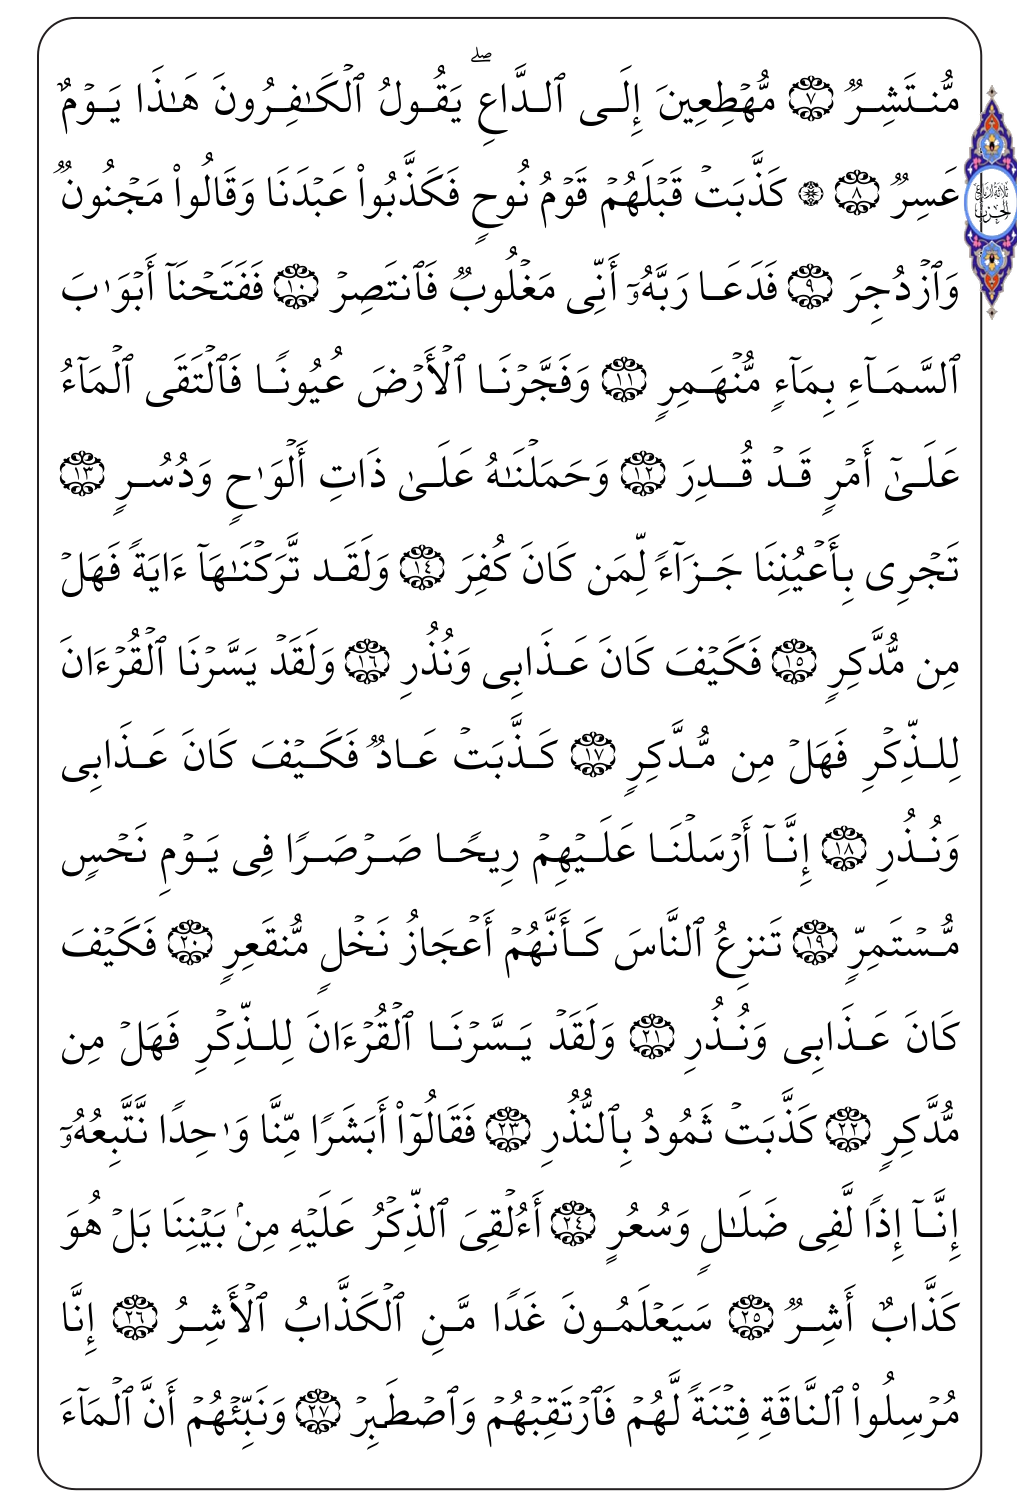 مُّنتَشِرٌ ٧ مُّهۡطِعِينَ إِلَى ٱلدَّاعِۖ يَقُولُ ٱلۡكَٰفِرُونَ هَٰذَا يَوۡمٌ
عَسِرٌ ٨ ۞ كَذَّبَتۡ قَبۡلَهُمۡ قَوۡمُ نُوحٖ فَكَذَّبُواْ عَبۡدَنَا وَقَالُواْ مَجۡنُونٞ
وَٱزۡدُجِرَ ٩ فَدَعَا رَبَّهُۥٓ أَنِّي مَغۡلُوبٞ فَٱنتَصِرۡ ١٠ فَفَتَحۡنَآ أَبۡوَٰبَ
ٱلسَّمَآءِ بِمَآءٖ مُّنۡهَمِرٖ ١١ وَفَجَّرۡنَا ٱلۡأَرۡضَ عُيُونٗا فَٱلۡتَقَى ٱلۡمَآءُ
عَلَىٰٓ أَمۡرٖ قَدۡ قُدِرَ ١٢ وَحَمَلۡنَٰهُ عَلَىٰ ذَاتِ أَلۡوَٰحٖ وَدُسُرٖ ١٣
تَجۡرِي بِأَعۡيُنِنَا جَزَآءٗ لِّمَن كَانَ كُفِرَ ١٤ وَلَقَد تَّرَكۡنَٰهَآ ءَايَةٗ فَهَلۡ
مِن مُّدَّكِرٖ ١٥ فَكَيۡفَ كَانَ عَذَابِي وَنُذُرِ ١٦ وَلَقَدۡ يَسَّرۡنَا ٱلۡقُرۡءَانَ
لِلذِّكۡرِ فَهَلۡ مِن مُّدَّكِرٖ ١٧ كَذَّبَتۡ عَادٞ فَكَيۡفَ كَانَ عَذَابِي
وَنُذُرِ ١٨ إِنَّآ أَرۡسَلۡنَا عَلَيۡهِمۡ رِيحٗا صَرۡصَرٗا فِي يَوۡمِ نَحۡسٖ
مُّسۡتَمِرّٖ ١٩ تَنزِعُ ٱلنَّاسَ كَأَنَّهُمۡ أَعۡجَازُ نَخۡلٖ مُّنقَعِرٖ ٢٠ فَكَيۡفَ
كَانَ عَذَابِي وَنُذُرِ ٢١ وَلَقَدۡ يَسَّرۡنَا ٱلۡقُرۡءَانَ لِلذِّكۡرِ فَهَلۡ مِن
مُّدَّكِرٖ ٢٢ كَذَّبَتۡ ثَمُودُ بِٱلنُّذُرِ ٢٣ فَقَالُوٓاْ أَبَشَرٗا مِّنَّا وَٰحِدٗا نَّتَّبِعُهُۥٓ
إِنَّآ إِذٗا لَّفِي ضَلَٰلٖ وَسُعُرٍ ٢٤ أَءُلۡقِيَ ٱلذِّكۡرُ عَلَيۡهِ مِنۢ بَيۡنِنَا بَلۡ هُوَ
كَذَّابٌ أَشِرٞ ٢٥ سَيَعۡلَمُونَ غَدٗا مَّنِ ٱلۡكَذَّابُ ٱلۡأَشِرُ ٢٦ إِنَّا
مُرۡسِلُواْ ٱلنَّاقَةِ فِتۡنَةٗ لَّهُمۡ فَٱرۡتَقِبۡهُمۡ وَٱصۡطَبِرۡ ٢٧ وَنَبِّئۡهُمۡ أَنَّ ٱلۡمَآءَ
ثلاثة أرباع
الحزب